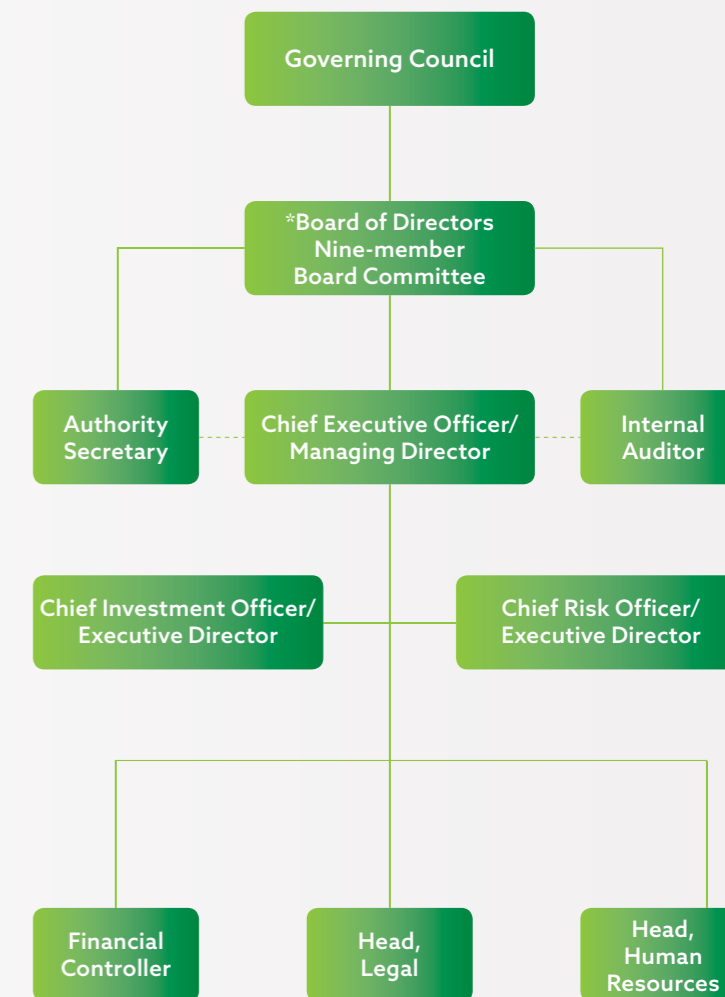 Governing Council
*Board of Directors
Nine-member
Board Committee
Authority
Secretary
Chief Executive Officer/
Managing Director
Internal
Auditor
Chief Investment Officer/
Executive Director
Chief Risk Officer/
Executive Director
Financial
Controller
Head,
Legal
Head,
Human
Resources